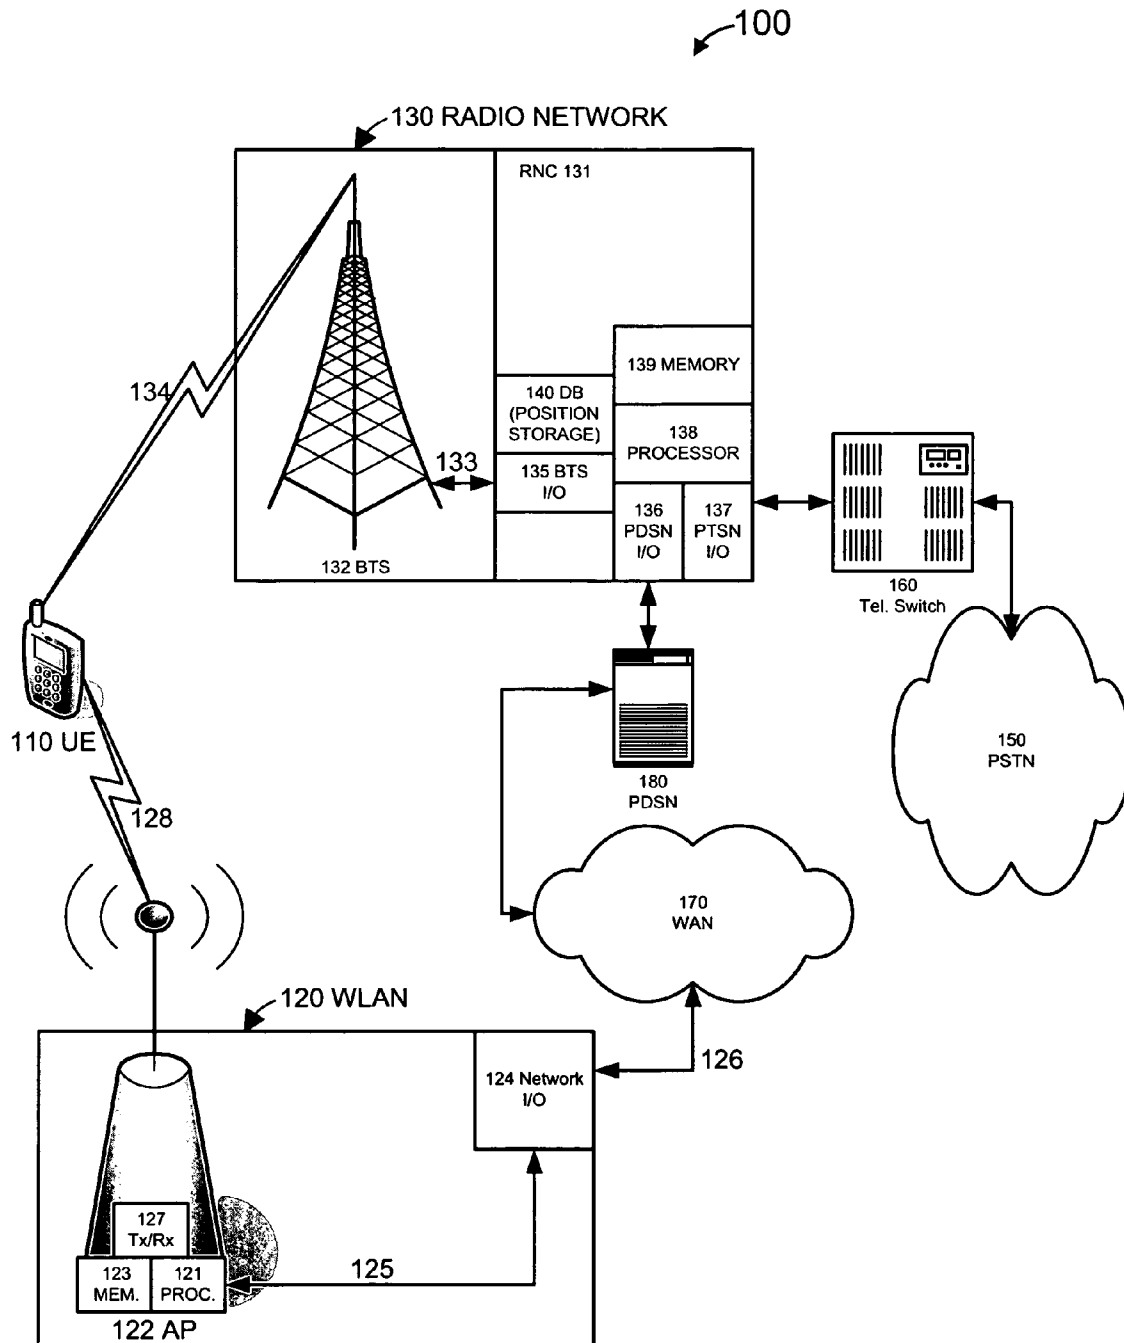 100
130 RADIO NETWORK
RNC 131
134
139 MEMORY
140 DB
(POSITION
STORAGE)
138
PROCESSOR
133
135 BTS
I/O
136
PDSN
I/O
137
PTSN
I/O
132 BTS
160
Tel. Switch
110 UE
150
PSTN
180
PDSN
128
170
WAN
120 WLAN
126
124 Network
I/O
127
Tx/Rx
123
MEM.
121
PROC.
125
122 AP